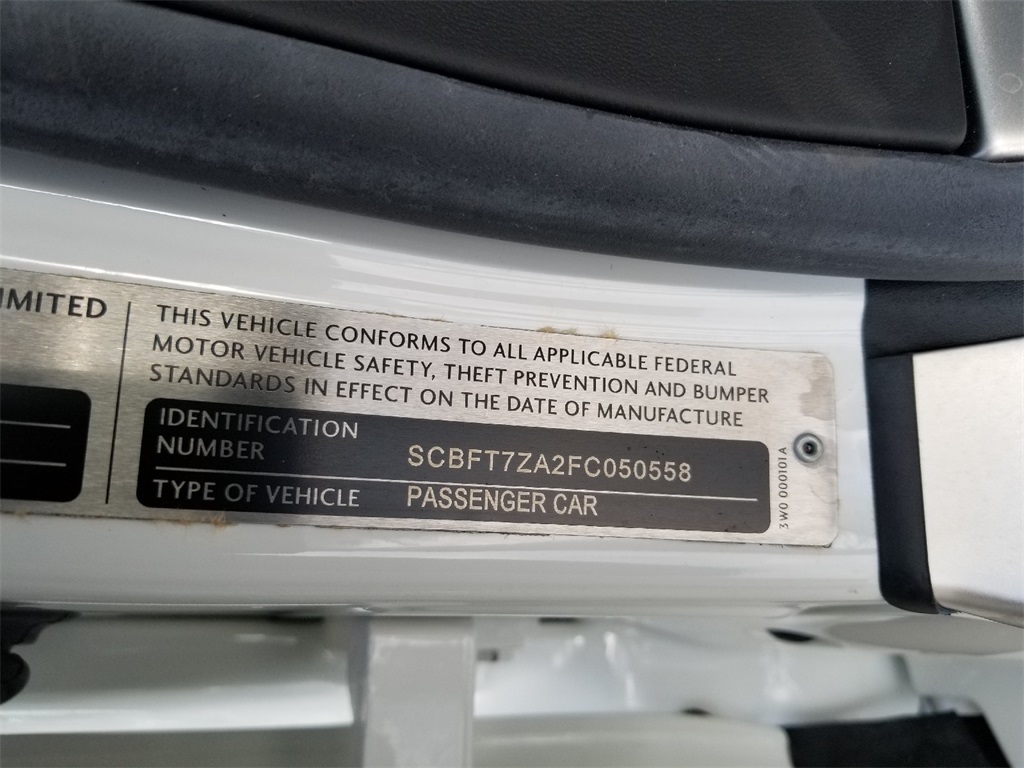 IMITED
THIS VEHICLE CONFORMS TO ALL APPLICABLE FEDERAL
MOTOR VEHICLE SAFETY, THEFT PREVENTION AND BUMPER
STANDARDS IN EFFECT ON THE DATE OF MANUFACTURE
IDENTIFICATION
NUMBER SCBFT7ZA2FC050558
TYPE OF VEHICLE PASSENGER CAR
3W0 000101A